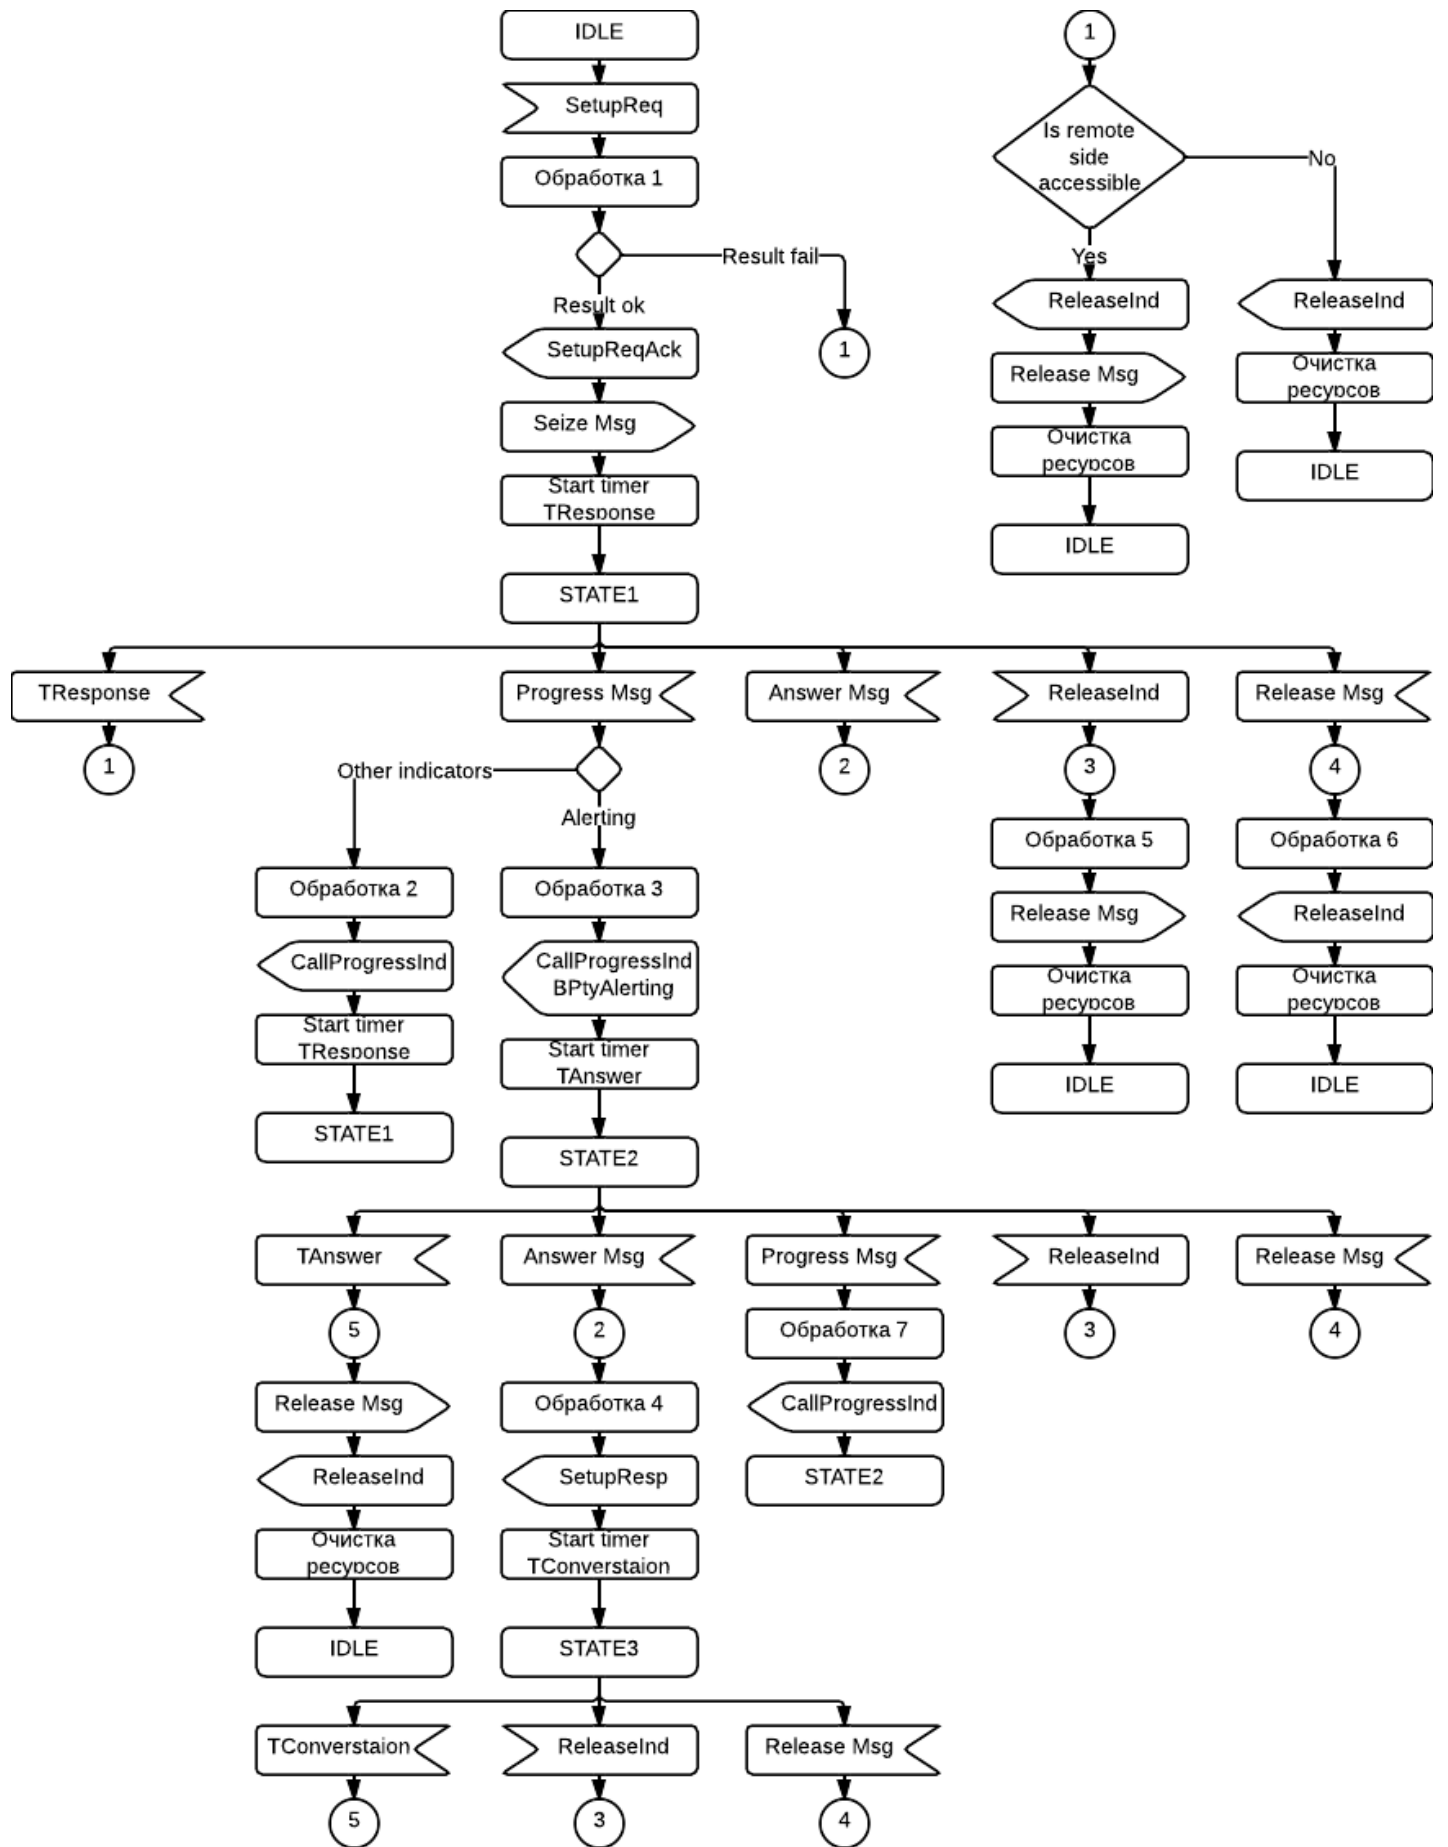 IDLE
1
SetupReq
Is remote
side
accessible
No
Обработка 1
Result fail
Yes
Result ok
ReleaseInd
ReleaseInd
SetupReqAck
1
Release Msg
Очистка
ресурсов
Seize Msg
Очистка
ресурсов
IDLE
Start timer
TResponse
IDLE
STATE1
TResponse
Progress Msg
Answer Msg
ReleaseInd
Release Msg
1
Other indicators
2
3
4
Alerting
Обработка 5
Обработка 6
Обработка 2
Обработка 3
Release Msg
ReleaseInd
CallProgressInd
CallProgressInd
BPtyAlerting
Очистка
ресурсов
Очистка
ресурсов
Start timer
TResponse
Start timer
TAnswer
IDLE
IDLE
STATE1
STATE2
TAnswer
Answer Msg
Progress Msg
ReleaseInd
Release Msg
5
2
Обработка 7
3
4
Release Msg
Обработка 4
CallProgressInd
ReleaseInd
SetupResp
STATE2
Очистка
ресурсов
Start timer
TConverstaion
IDLE
STATE3
TConverstaion
ReleaseInd
Release Msg
5
3
4